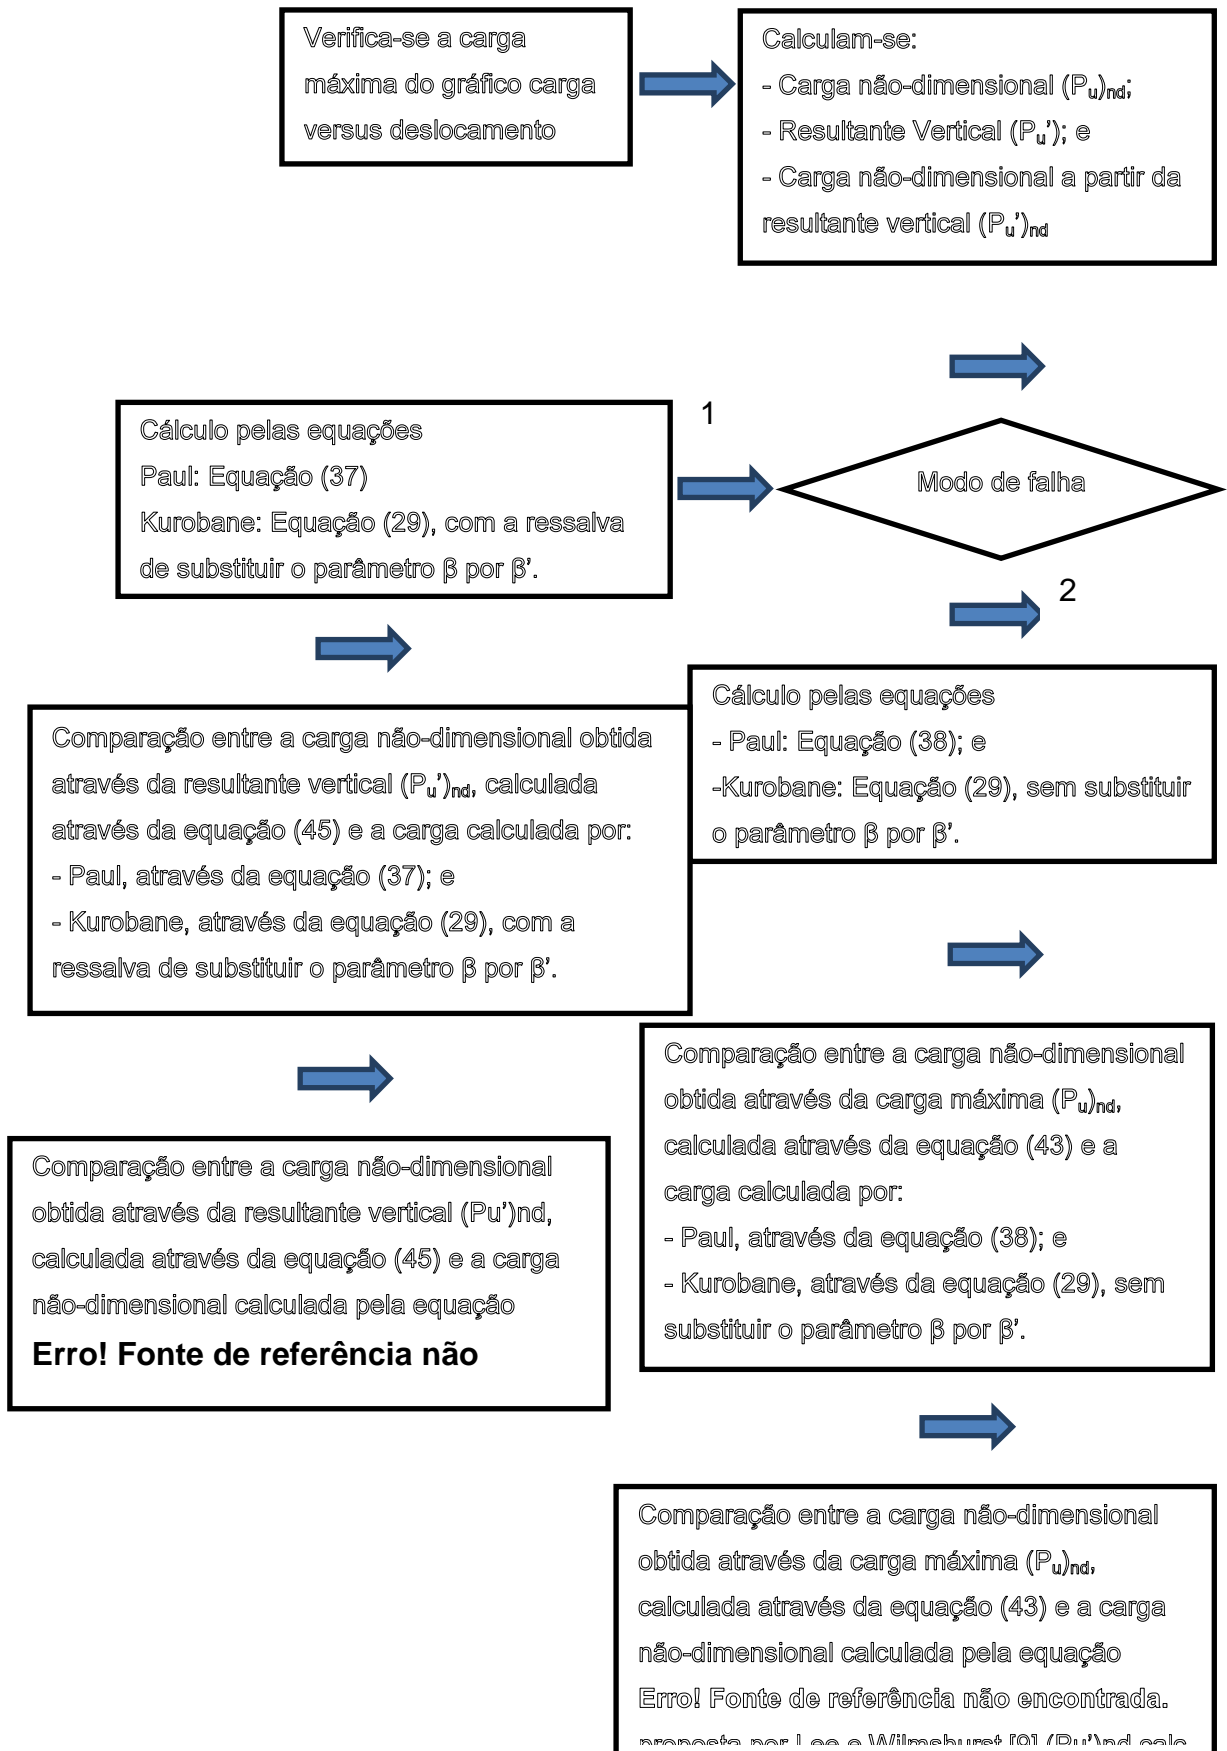 Verifica-se a carga
máxima do gráfico carga
versus deslocamento
Calculam-se:
- Carga não-dimensional (Pu)nd;
- Resultante Vertical (Pu’); e
- Carga não-dimensional a partir da
resultante vertical (Pu’)nd
1
Modo de falha
Cálculo pelas equações
Paul: Equação (37)
Kurobane: Equação (29), com a ressalva
de substituir o parâmetro β por β’.
2
Cálculo pelas equações
- Paul: Equação (38); e
-Kurobane: Equação (29), sem substituir
o parâmetro β por β’.
Comparação entre a carga não-dimensional obtida
através da resultante vertical (Pu’)nd, calculada
através da equação (45) e a carga calculada por:
- Paul, através da equação (37); e
- Kurobane, através da equação (29), com a
ressalva de substituir o parâmetro β por β’.
Comparação entre a carga não-dimensional
obtida através da carga máxima (Pu)nd,
calculada através da equação (43) e a
carga calculada por:
- Paul, através da equação (38); e
- Kurobane, através da equação (29), sem
substituir o parâmetro β por β’.
Comparação entre a carga não-dimensional
obtida através da resultante vertical (Pu’)nd,
calculada através da equação (45) e a carga
não-dimensional calculada pela equação
Erro! Fonte de referência não
Comparação entre a carga não-dimensional
obtida através da carga máxima (Pu)nd,
calculada através da equação (43) e a carga
não-dimensional calculada pela equação
Erro! Fonte de referência não encontrada.
proposta por Lee e Wilmshurst [9] (Pu’)nd calc